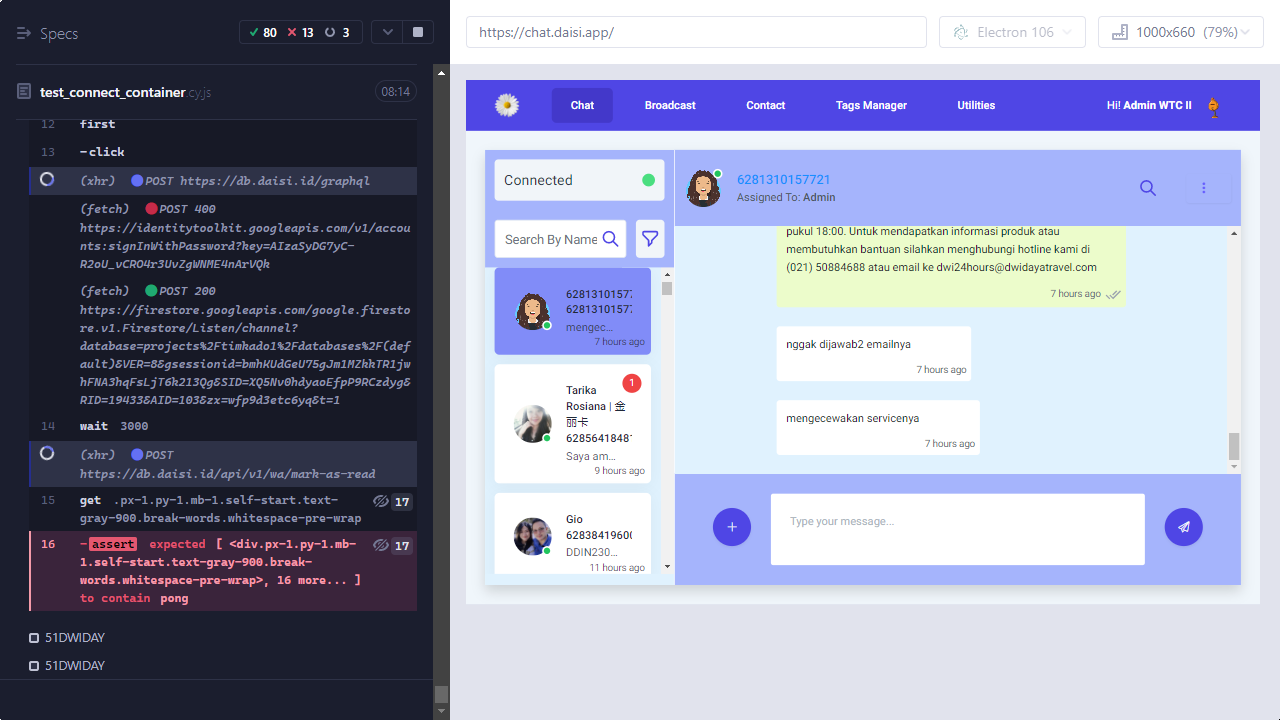 Specs
80
13
3
test_connect_container.cy.js
08:14
12 first
13 -click
(xhr) POST https://db.daisi.id/graphql
(fetch) POST 400
https://identitytoolkit.googleapis.com/v1/accou
nts:signInWithPassword?key=AIzaSyDG7yC-
R2oU_vCRO4r3UvZgWNME4nArVQk
(fetch) POST 200
https://firestore.googleapis.com/google.firesto
re.v1.Firestore/Listen/channel?
database=projects%2Ftimkado1%2Fdatabases%2F(def
ault)&VER=8&gsessionid=bmhKUdGeU75gJm1MZkkTR1jw
hFNA3hqFsLjT6k213Qg&SID=XQ5Nv0hdyaoEfpP9RCzdyg&
RID=19433&AID=103&zx=wfp9d3etc6yq&t=1
14 wait 3000
(xhr) POST
https://db.daisi.id/api/v1/wa/mark-as-read
15 get .px-1.py-1.mb-1.self-start.text-
gray-900.break-words.whitespace-pre-wrap 17
16 -assert expected [ <div.px-1.py-1.mb-
1.self-start.text-gray-900.break-
words.whitespace-pre-wrap>, 16 more... ]
to contain pong
17
51DWIDAY
51DWIDAY
https://chat.daisi.app/
Electron 106
1000x660 (79%)
Chat
Broadcast
Contact
Tags Manager
Utilities
Hi! Admin WTC II
Connected
Search By Name
6281310157
6281310157
mengec...
7 hours ago
Tarika
Rosiana | 金
丽卡
62856418481
Saya am...
9 hours ago
1
Gio
6283841960
DDIN230...
11 hours ago
6281310157721
Assigned To: Admin
pukul 18:00. Untuk mendapatkan informasi produk atau
membutuhkan bantuan silahkan menghubungi hotline kami di
(021) 50884688 atau email ke dwi24hours@dwidayatravel.com
7 hours ago
nggak dijawab2 emailnya
7 hours ago
mengecewakan servicenya
7 hours ago
+
Type your message...